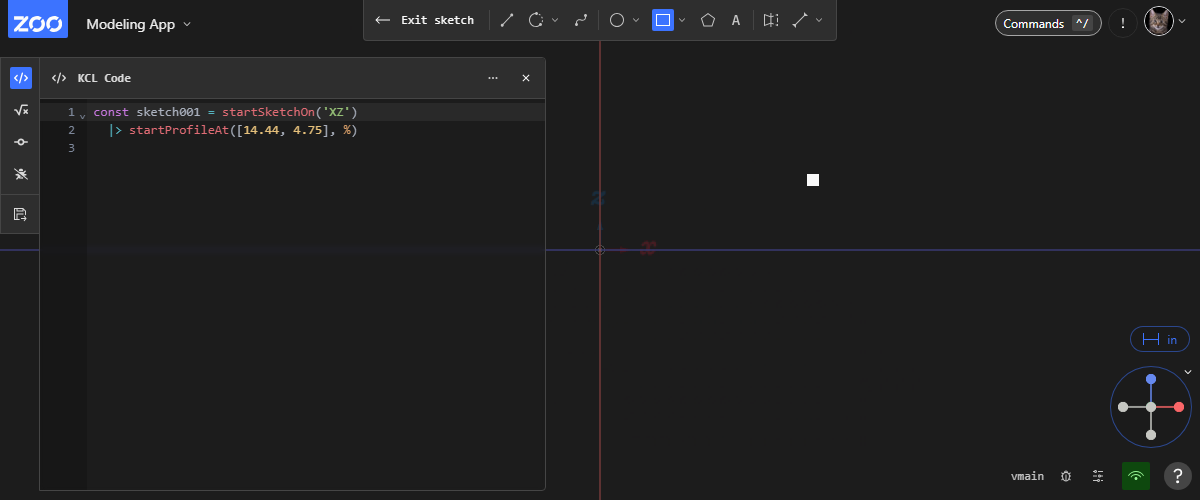 ZOO
Modeling App
Exit sketch
A
Commands ^/
!
</> KCL Code
1 const sketch001 = startSketchOn('XZ')
2 |> startProfileAt([14.44, 4.75], %)
3
z
x
in
vmain
?